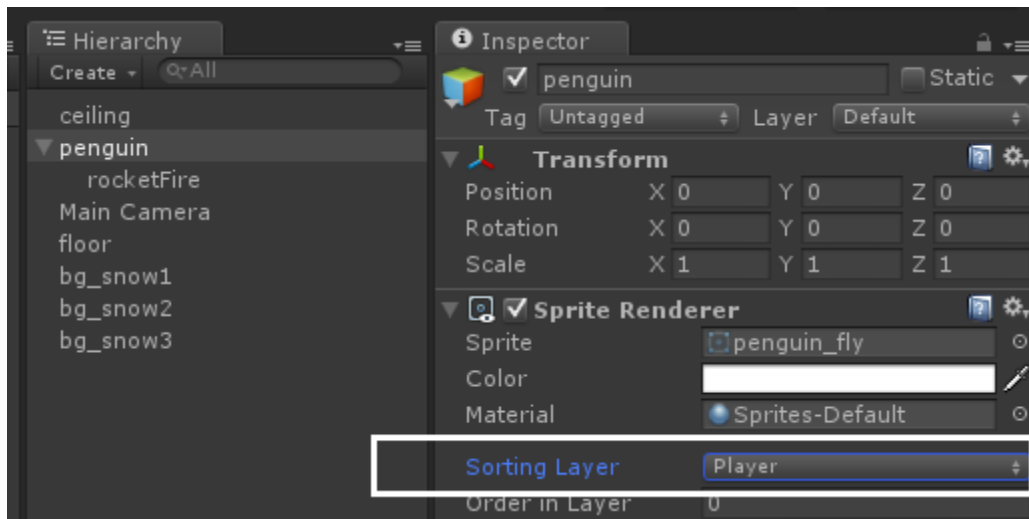 Hierarchy
Create
All
ceiling
penguin
rocketFire
Main Camera
floor
bg_snow1
bg_snow2
bg_snow3
Inspector
penguin Static
Tag Untagged Layer Default
Transform
Position X 0 Y 0 Z 0
Rotation X 0 Y 0 Z 0
Scale X 1 Y 1 Z 1
Sprite Renderer
Sprite penguin_fly
Color
Material Sprites-Default
Sorting Layer Player
Order in Layer 0